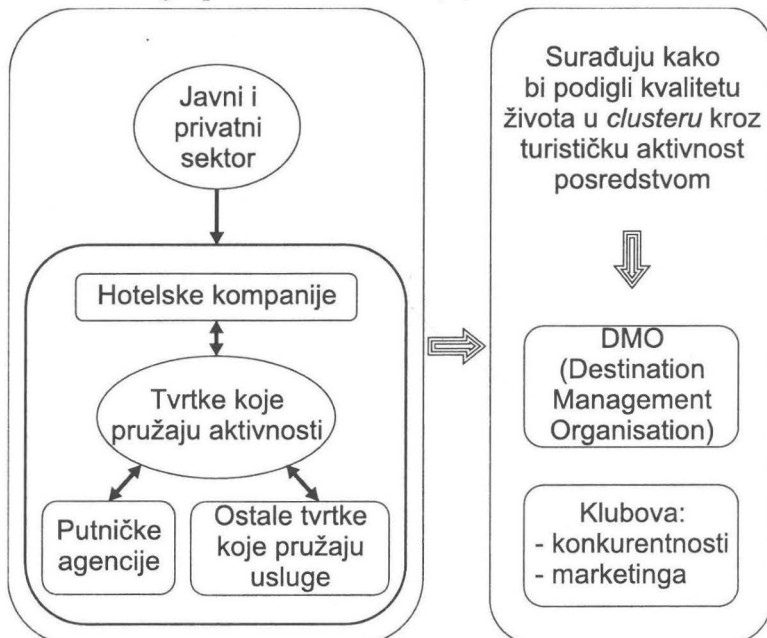 Javni i
privatni
sektor
Hotelske kompanije
Tvrtke koje
pružaju aktivnosti
Putničke
agencije
Ostale tvrtke
koje pružaju
usluge
Surađuju kako
bi podigli kvalitetu
života u clusteru kroz
turističku aktivnost
posredstvom
DMO
(Destination
Management
Organisation)
Klubova:
- konkurentnosti
- marketinga